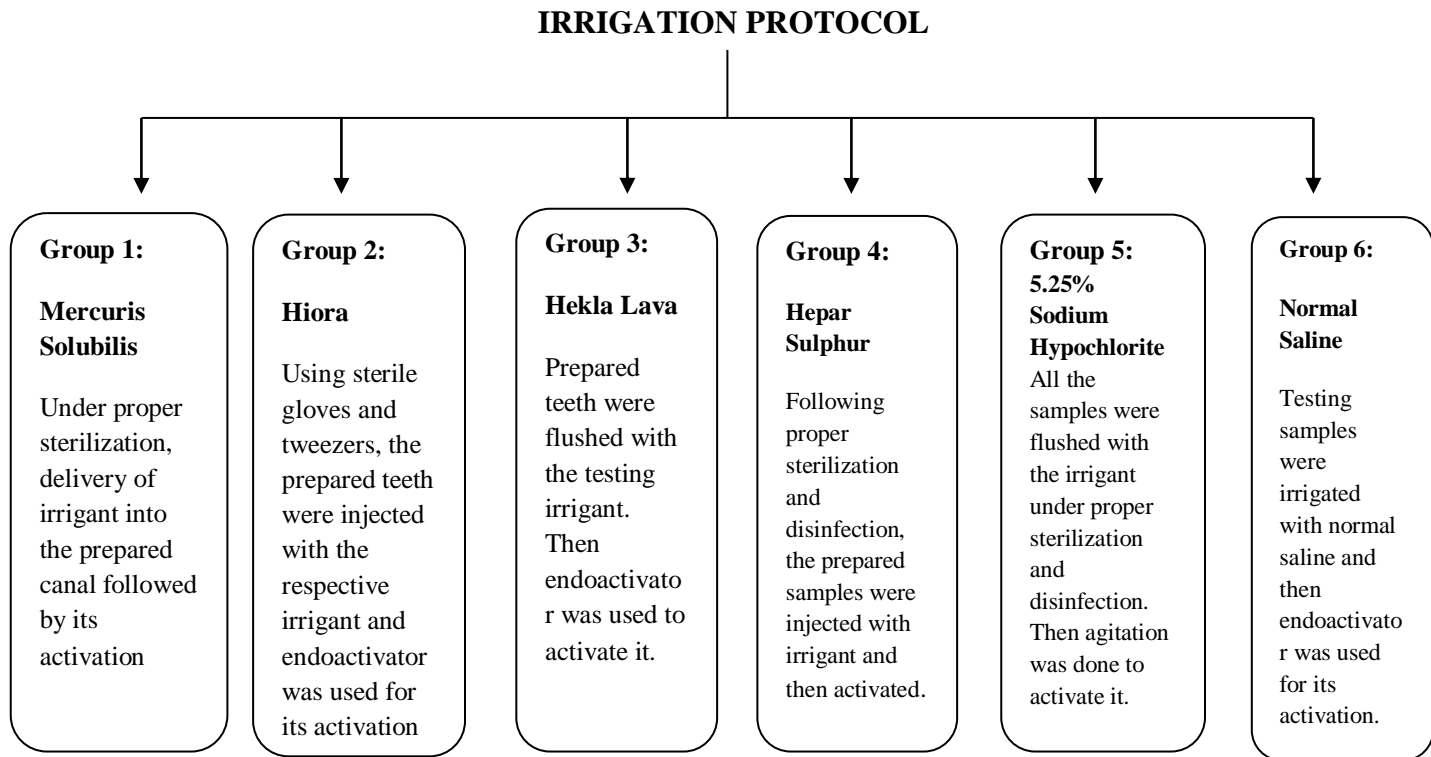 IRRIGATION PROTOCOL
Group 1:
Mercuris
Solubilis
Under proper
sterilization,
delivery of
irrigant into
the prepared
canal followed
by its
activation
Group 2:
Hiora
Using sterile
gloves and
tweezers, the
prepared teeth
were injected
with the
respective
irrigant and
endoactivator
was used for
its activation
Group 3:
Hekla Lava
Prepared
teeth were
flushed with
the testing
irrigant.
Then
endoactivato
r was used to
activate it.
Group 4:
Hepar
Sulphur
Following
proper
sterilization
and
disinfection,
the prepared
samples were
injected with
irrigant and
then activated.
Group 5:
5.25%
Sodium
Hypochlorite
All the
samples were
flushed with
the irrigant
under proper
sterilization
and
disinfection.
Then agitation
was done to
activate it.
Group 6:
Normal
Saline
Testing
samples
were
irrigated
with normal
saline and
then
endoactivato
r was used
for its
activation.